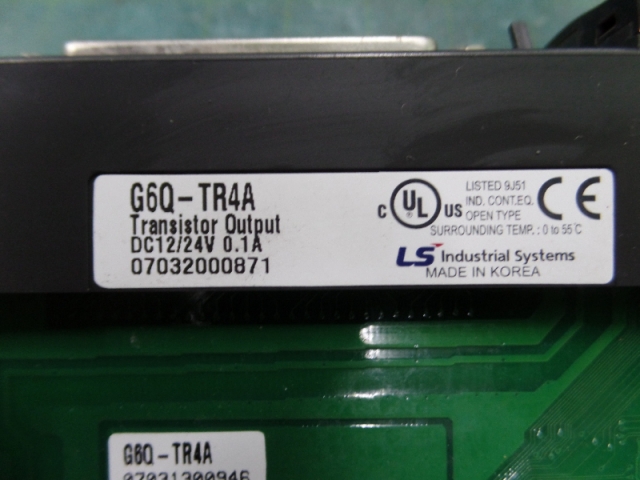 G6Q-TR4A
Transistor Output
DC12/24V 0.1A
07032000871
C UL US
LISTED 9J51
IND. CONT.EQ.
OPEN TYPE
SURROUNDING TEMP.: 0 to 55℃
CE
LS Industrial Systems
MADE IN KOREA
G6Q-TR4A
07031300946